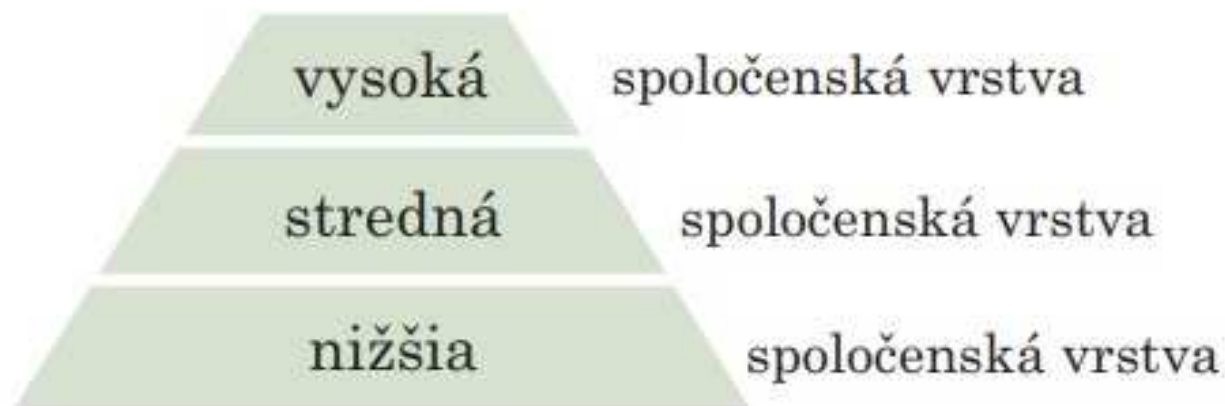 vysoká spoločenská vrstva
stredná spoločenská vrstva
nižšia spoločenská vrstva